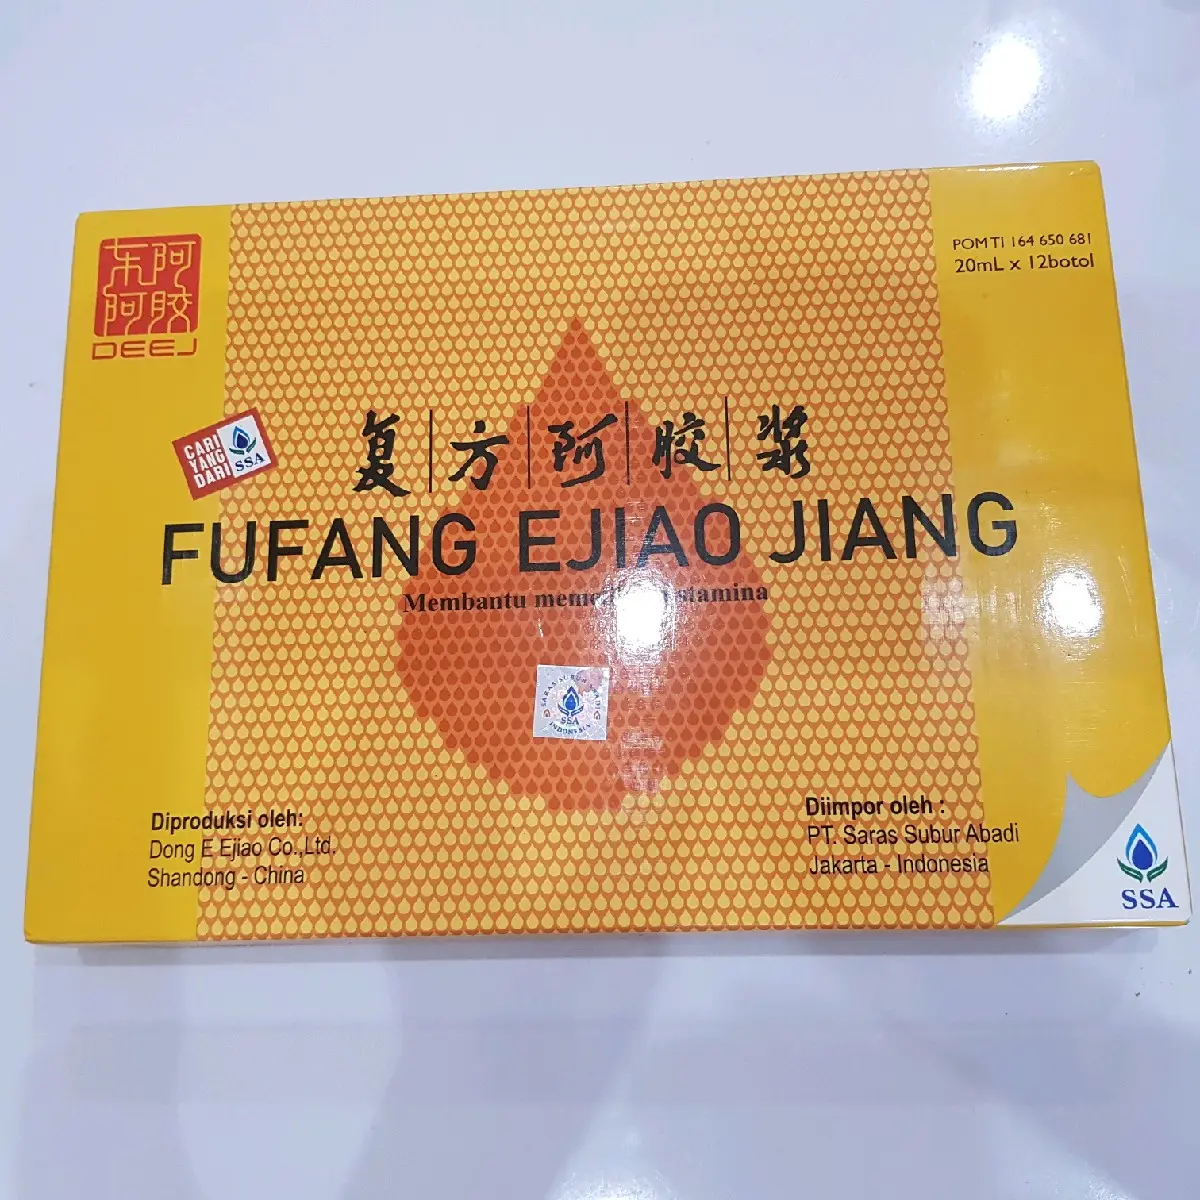 东阿
阿胶
DEEJ
POM TI 164 650 681
20mL x 12botol
CARI
YANG
DARI
SSA
复方阿胶浆
FUFANG EJIAO JIANG
Membantu stamina
SSA
Diproduksi oleh:
Dong E Ejiao Co.,Ltd.
Shandong - China
Diimpor oleh :
PT. Saras Subur Abadi
Jakarta - Indonesia
SSA